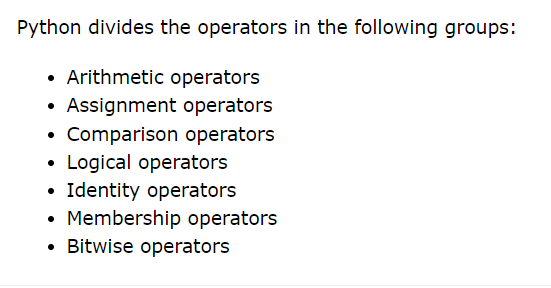 Python divides the operators in the following groups:
• Arithmetic operators
• Assignment operators
• Comparison operators
• Logical operators
• Identity operators
• Membership operators
• Bitwise operators